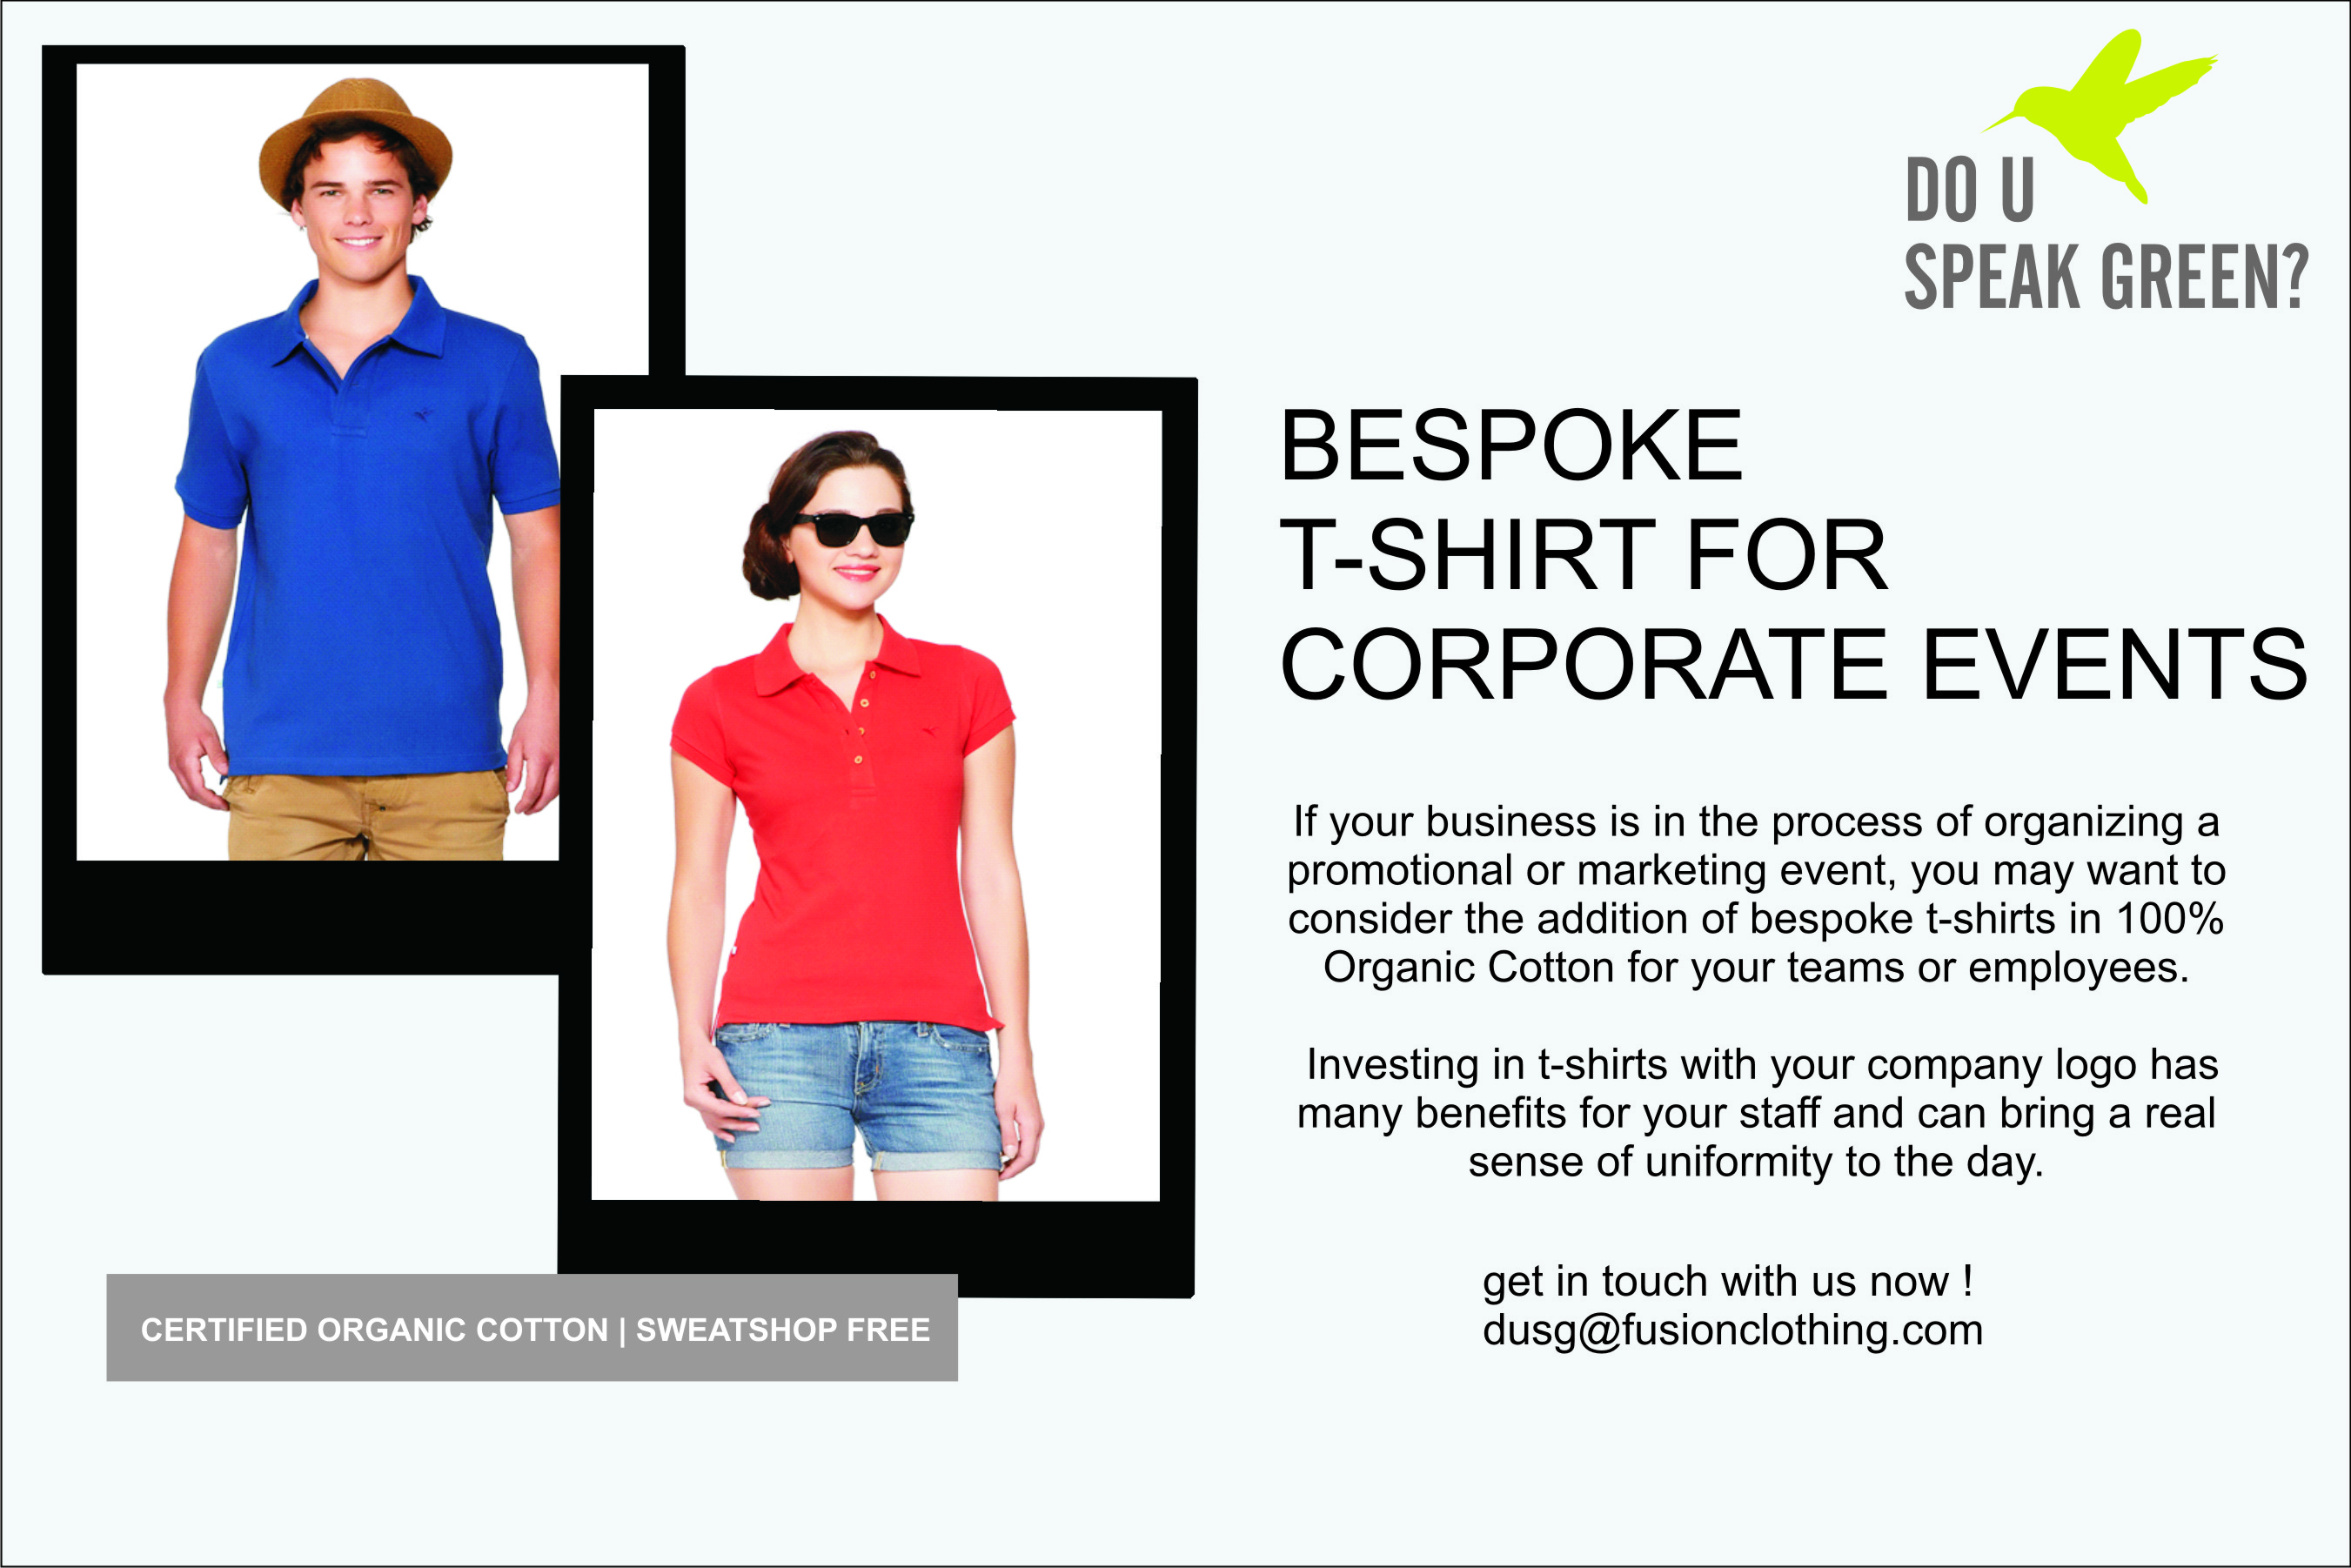 DO U
SPEAK GREEN?
BESPOKE
T-SHIRT FOR
CORPORATE EVENTS
If your business is in the process of organizing a
promotional or marketing event, you may want to
consider the addition of bespoke t-shirts in 100%
Organic Cotton for your teams or employees.
Investing in t-shirts with your company logo has
many benefits for your staff and can bring a real
sense of uniformity to the day.
get in touch with us now !
dusg@fusionclothing.com
CERTIFIED ORGANIC COTTON | SWEATSHOP FREE